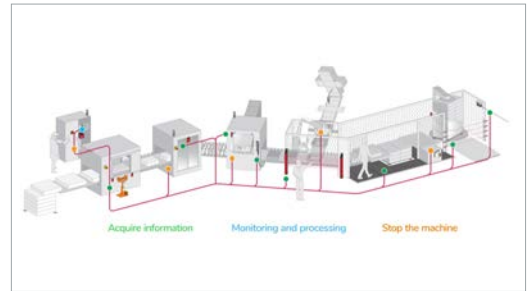 Acquire information
Monitoring and processing
Stop the machine